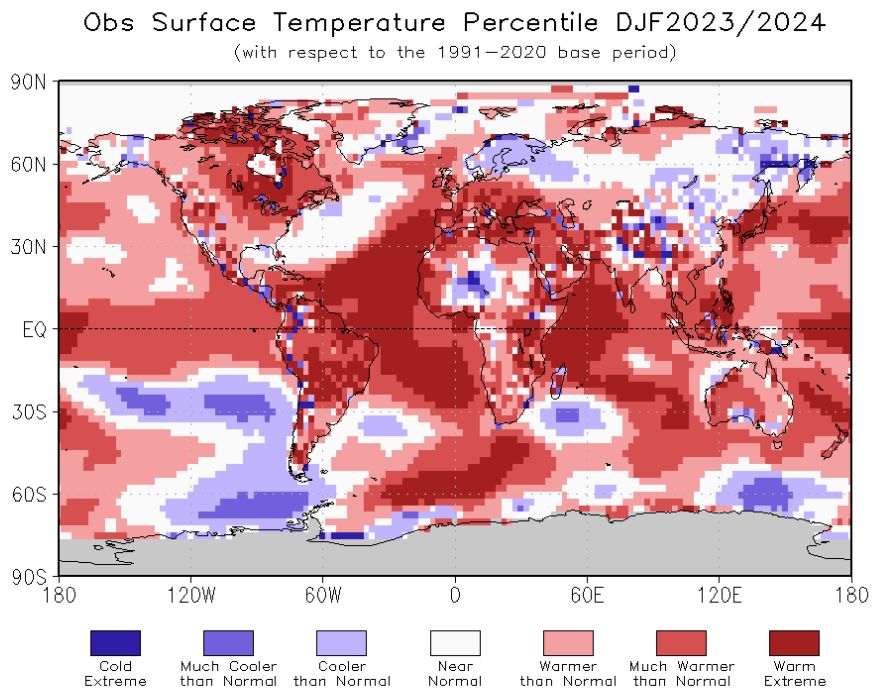 Obs Surface Temperature Percentile DJF2023/2024
(with respect to the 1991−2020 base period)
90N
60N
30N
EQ
30S
60S
90S
180 120W 60W 0 60E 120E 180
Cold Extreme
Much Cooler than Normal
Cooler than Normal
Near Normal
Warmer than Normal
Much Warmer than Normal
Warm Extreme